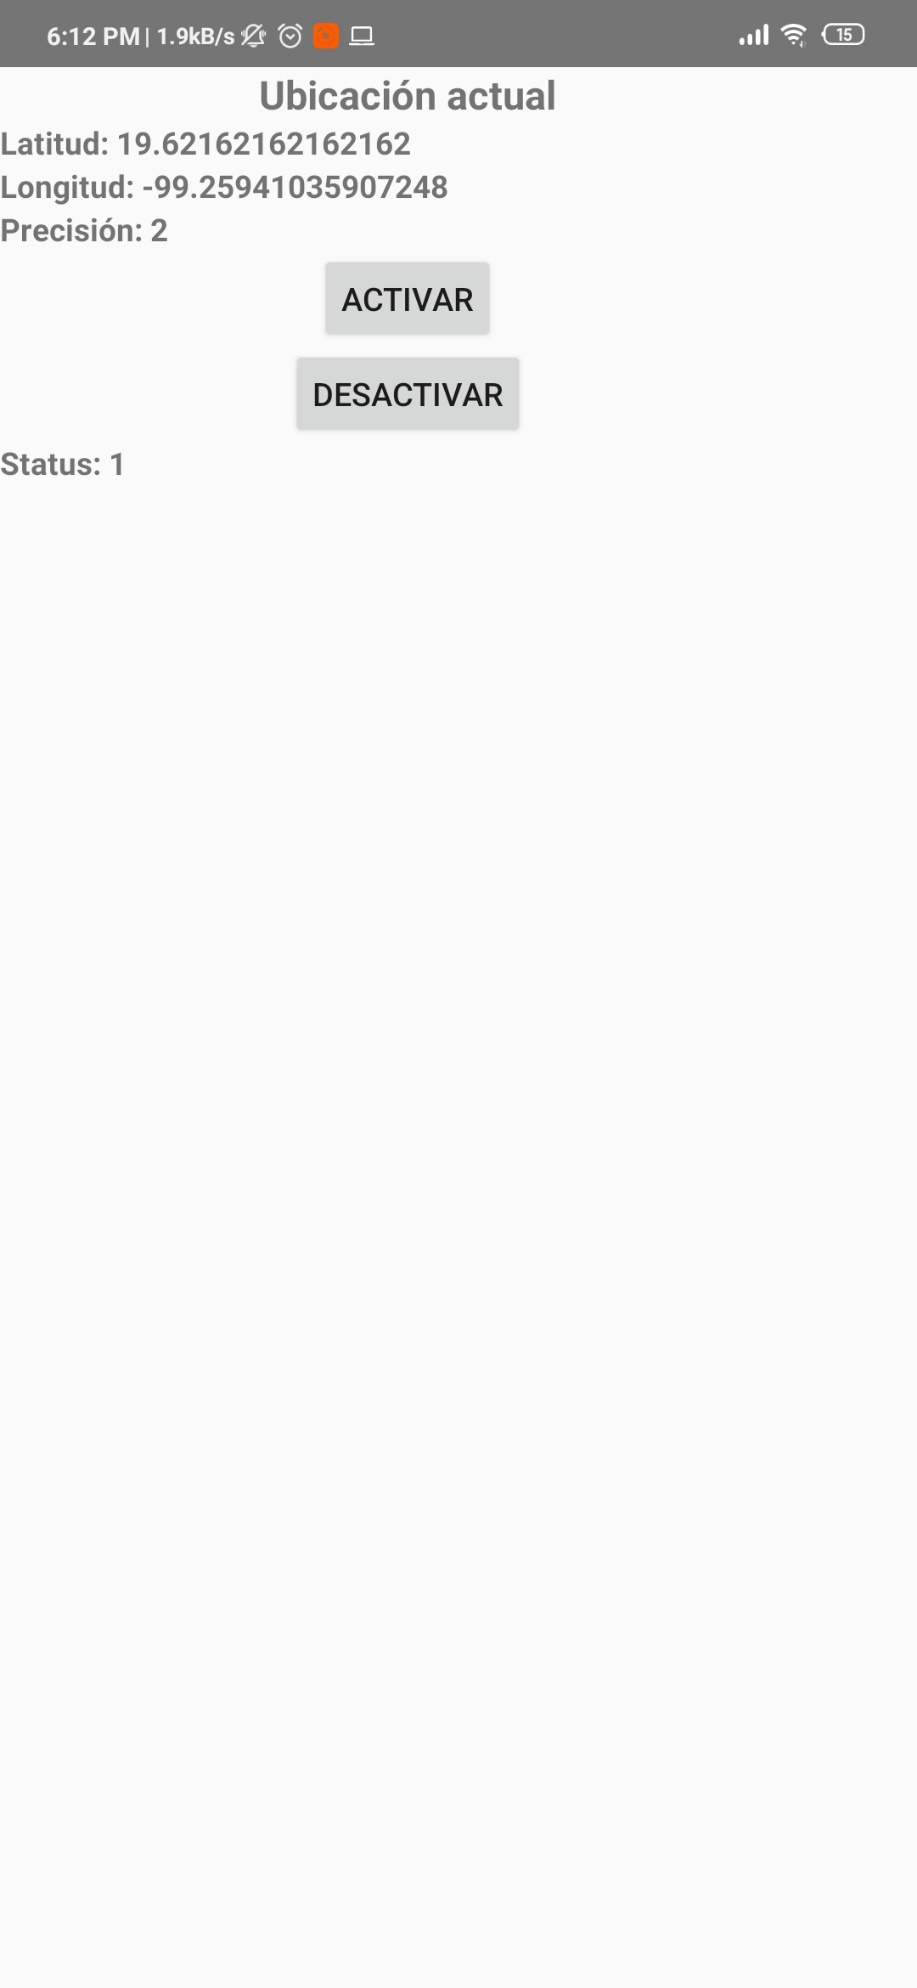 6:12 PM | 1.9kB/s 15
Ubicación actual
Latitud: 19.62162162162162
Longitud: -99.25941035907248
Precisión: 2
ACTIVAR
DESACTIVAR
Status: 1